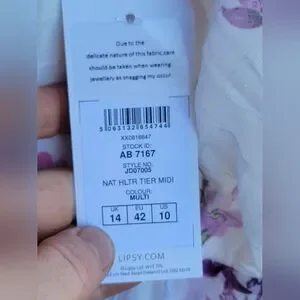 Due to the
delicate nature of this fabric, care
should be taken when wearing
jewellery as snagging my occur
5063132854744
XX0816647
STOCK ID:
AB 7167
STYLE NO.
JD07005
NAT HLTR TIER MIDI
COLOUR:
MULTI
UK EU US
14 42 10
LIPSY.COM